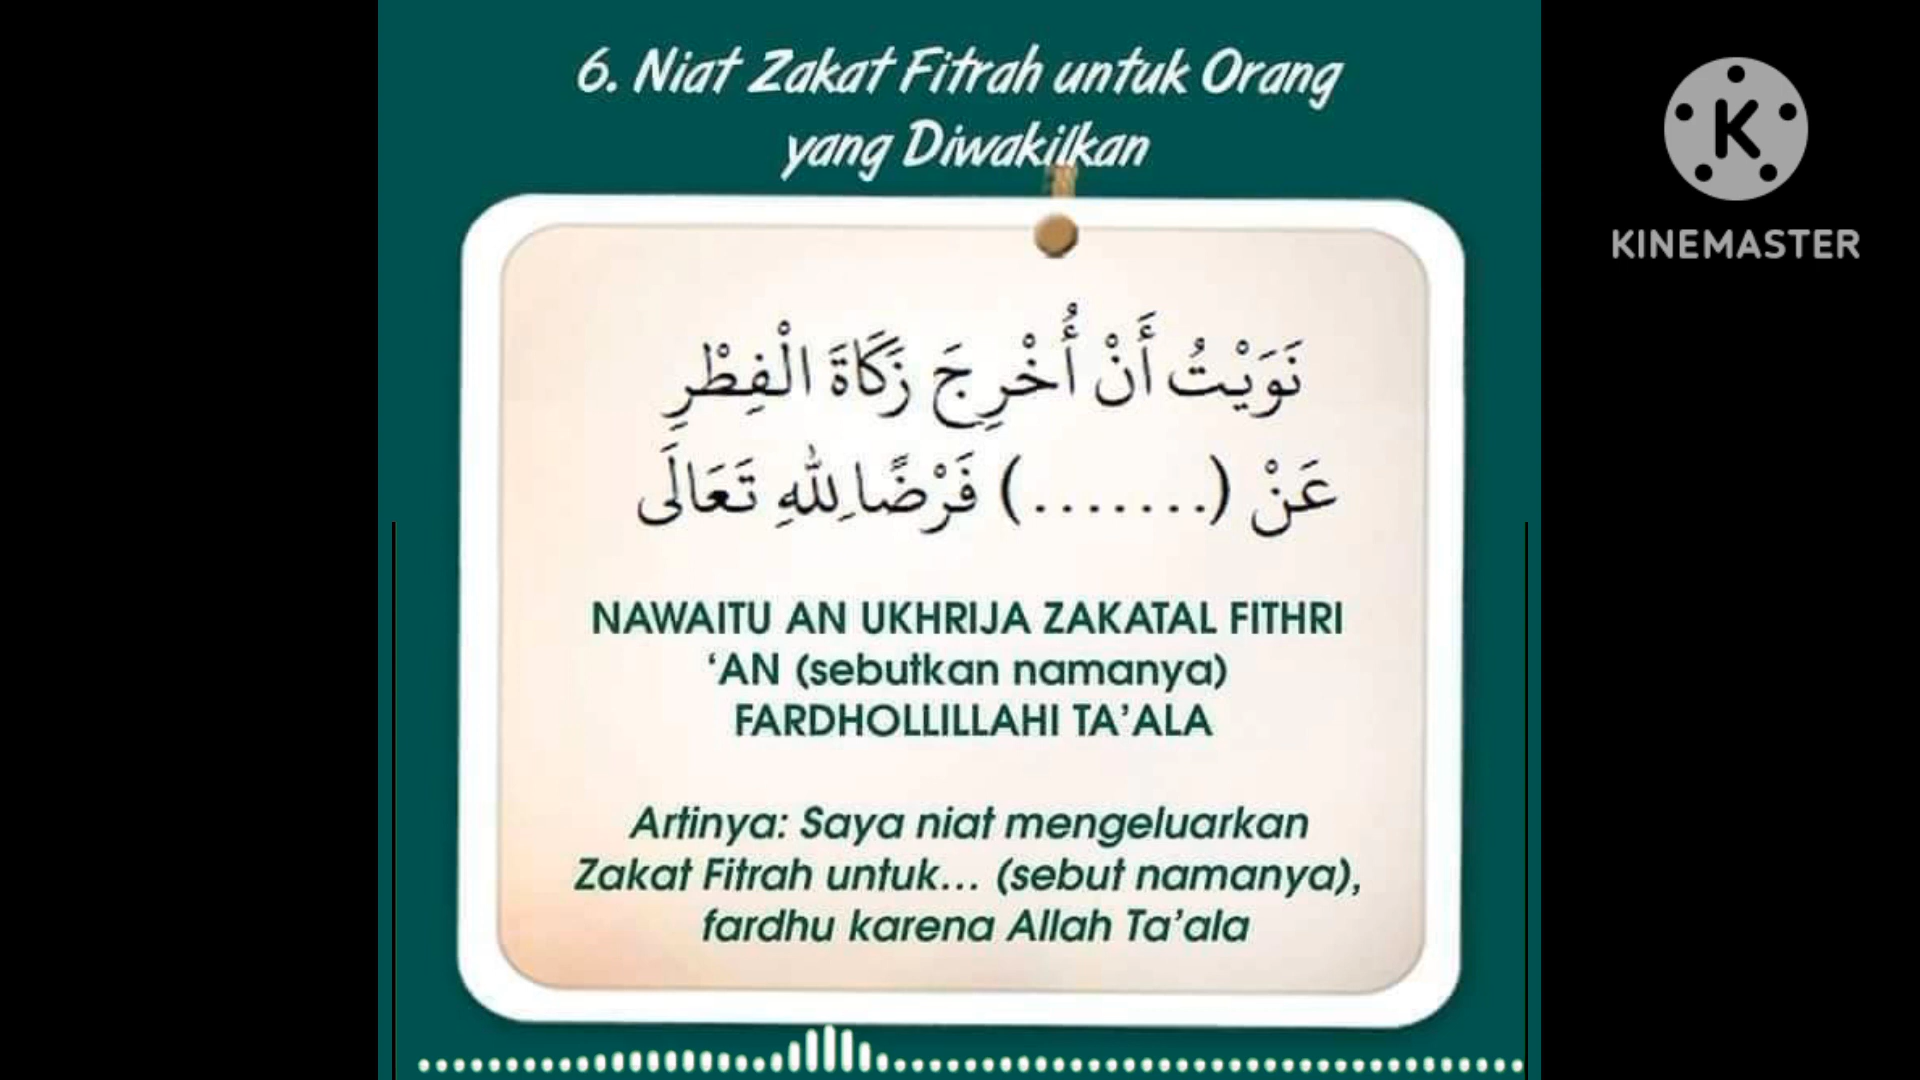 6. Niat Zakat Fitrah untuk Orang
yang Diwakilkan
K
KINEMASTER
نَوَيْتُ أَنْ أُخْرِجَ زَكَاةَ الْفِطْرِ
عَنْ (.......) فَرْضًا لِلهِ تَعَالَى
NAWAITU AN UKHRIJA ZAKATAL FITHRI
‘AN (sebutkan namanya)
FARDHOLLILLAHI TA’ALA
Artinya: Saya niat mengeluarkan
Zakat Fitrah untuk... (sebut namanya),
fardhu karena Allah Ta’ala